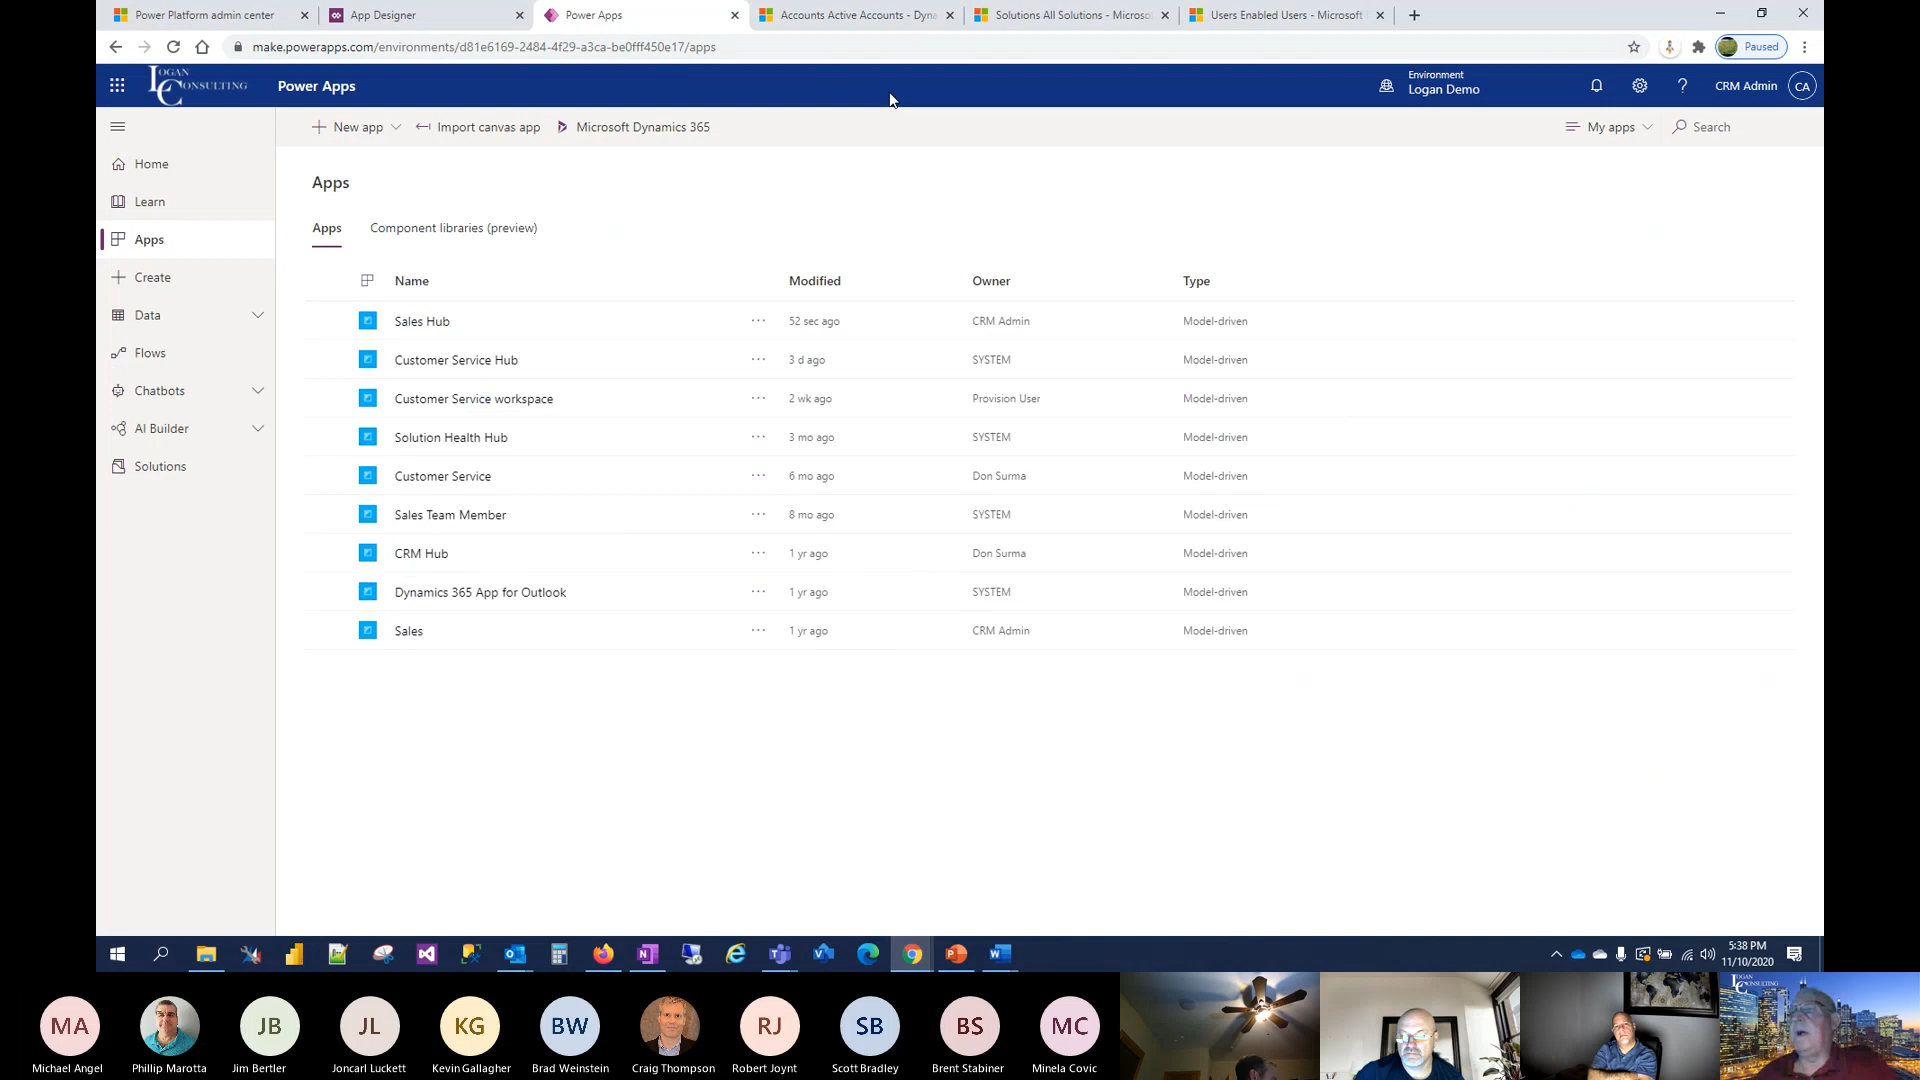 Power Platform admin center
App Designer
Power Apps
Accounts Active Accounts - Dyna
Solutions All Solutions - Microso
Users Enabled Users - Microsoft
make.powerapps.com/environments/d81e6169-2484-4f29-a3ca-be0fff450e17/apps
Paused
LOGAN CONSULTING
Power Apps
Environment
Logan Demo
?
CRM Admin
CA
New app
Import canvas app
Microsoft Dynamics 365
My apps
Search
Home
Learn
Apps
Create
Data
Flows
Chatbots
AI Builder
Solutions
Apps
Apps
Component libraries (preview)
Name Modified Owner Type
Sales Hub ... 52 sec ago CRM Admin Model-driven
Customer Service Hub ... 3 d ago SYSTEM Model-driven
Customer Service workspace ... 2 wk ago Provision User Model-driven
Solution Health Hub ... 3 mo ago SYSTEM Model-driven
Customer Service ... 6 mo ago Don Surma Model-driven
Sales Team Member ... 8 mo ago SYSTEM Model-driven
CRM Hub ... 1 yr ago Don Surma Model-driven
Dynamics 365 App for Outlook ... 1 yr ago SYSTEM Model-driven
Sales ... 1 yr ago CRM Admin Model-driven
5:38 PM
11/10/2020
MA
JB
JL
KG
BW
RJ
SB
BS
MC
Michael Angel
Phillip Marotta
Jim Bertler
Joncarl Luckett
Kevin Gallagher
Brad Weinstein
Craig Thompson
Robert Joynt
Scott Bradley
Brent Stabiner
Minela Covic
LOGAN CONSULTING